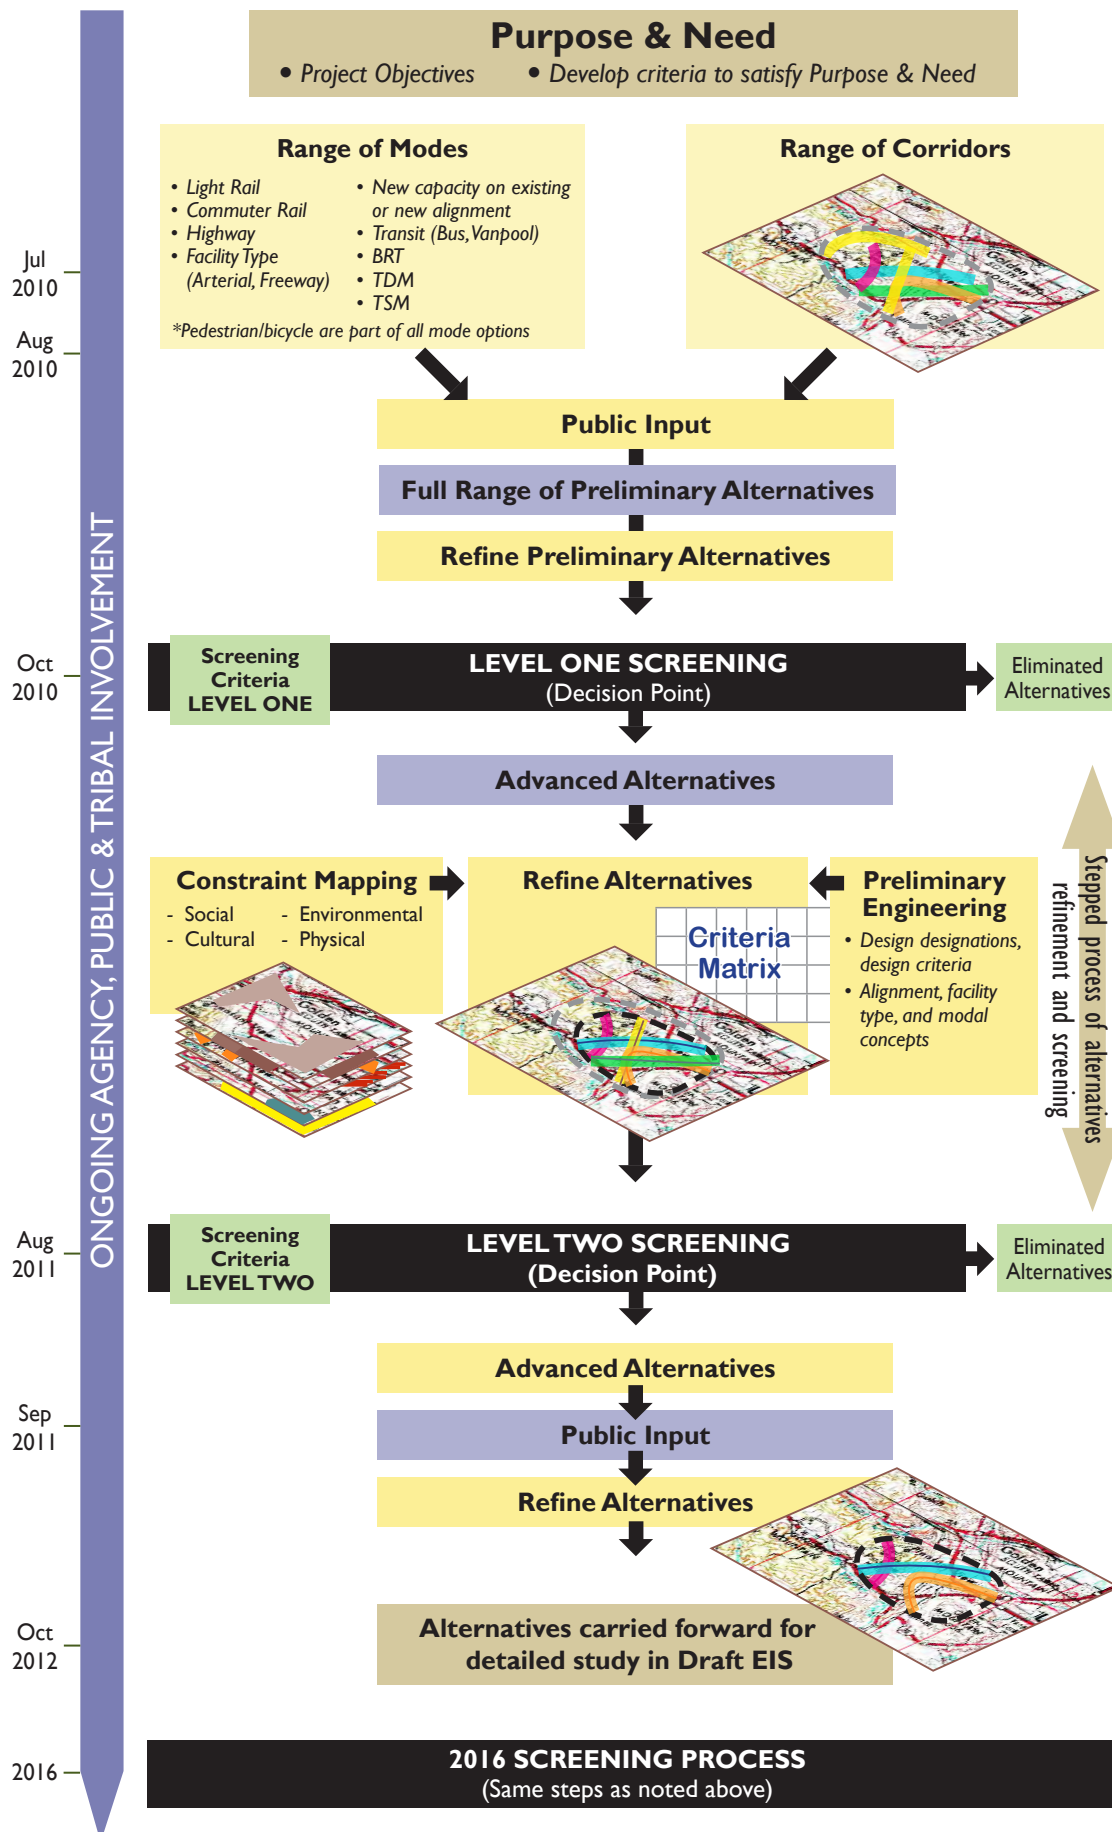 Purpose & Need
• Project Objectives • Develop criteria to satisfy Purpose & Need
Range of Modes
• Light Rail
• Commuter Rail
• Highway
• Facility Type
(Arterial, Freeway)
• New capacity on existing
or new alignment
• Transit (Bus, Vanpool)
• BRT
• TDM
• TSM
*Pedestrian/bicycle are part of all mode options
Range of Corridors
Golden
MOUNTAIN
Jul
2010
Aug
2010
Public Input
Full Range of Preliminary Alternatives
Refine Preliminary Alternatives
ONGOING AGENCY, PUBLIC & TRIBAL INVOLVEMENT
Oct
2010
Screening
Criteria
LEVEL ONE
LEVEL ONE SCREENING
(Decision Point)
Eliminated
Alternatives
Advanced Alternatives
Constraint Mapping
- Social
- Cultural
- Environmental
- Physical
Golden
Refine Alternatives
Criteria
Matrix
Golden
Preliminary
Engineering
• Design designations,
design criteria
• Alignment, facility
type, and modal
concepts
Stepped process of alternatives
refinement and screening
Aug
2011
Screening
Criteria
LEVEL TWO
LEVEL TWO SCREENING
(Decision Point)
Eliminated
Alternatives
Advanced Alternatives
Sep
2011
Public Input
Refine Alternatives
Golden
MOUNTAIN
Oct
2012
Alternatives carried forward for
detailed study in Draft EIS
2016
2016 SCREENING PROCESS
(Same steps as noted above)